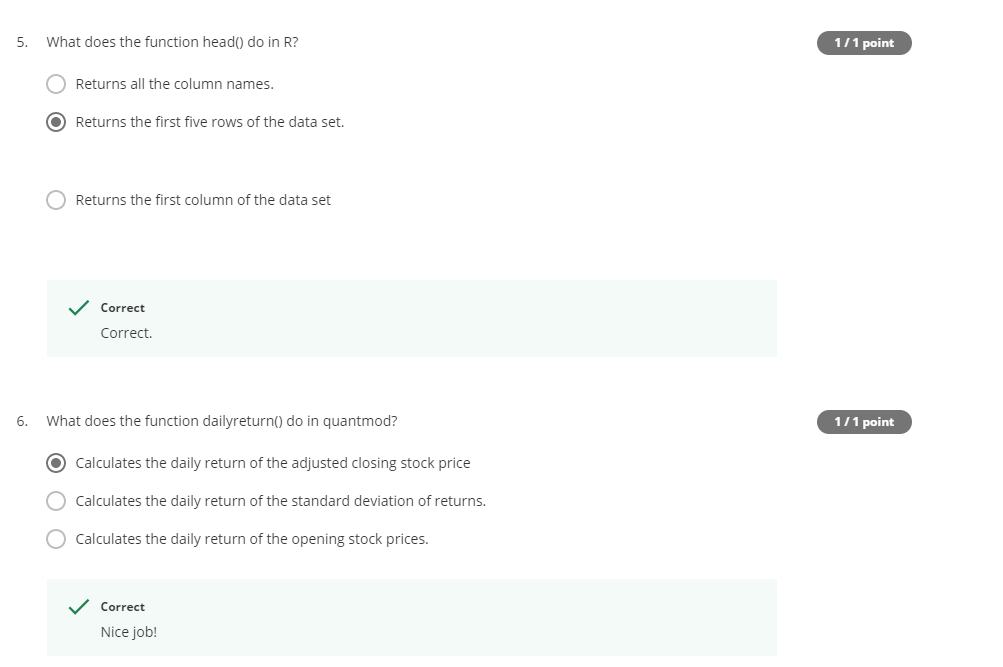 5. What does the function head() do in R?
1 / 1 point
Returns all the column names.
Returns the first five rows of the data set.
Returns the first column of the data set
Correct
Correct.
6. What does the function dailyreturn() do in quantmod?
1 / 1 point
Calculates the daily return of the adjusted closing stock price
Calculates the daily return of the standard deviation of returns.
Calculates the daily return of the opening stock prices.
Correct
Nice job!